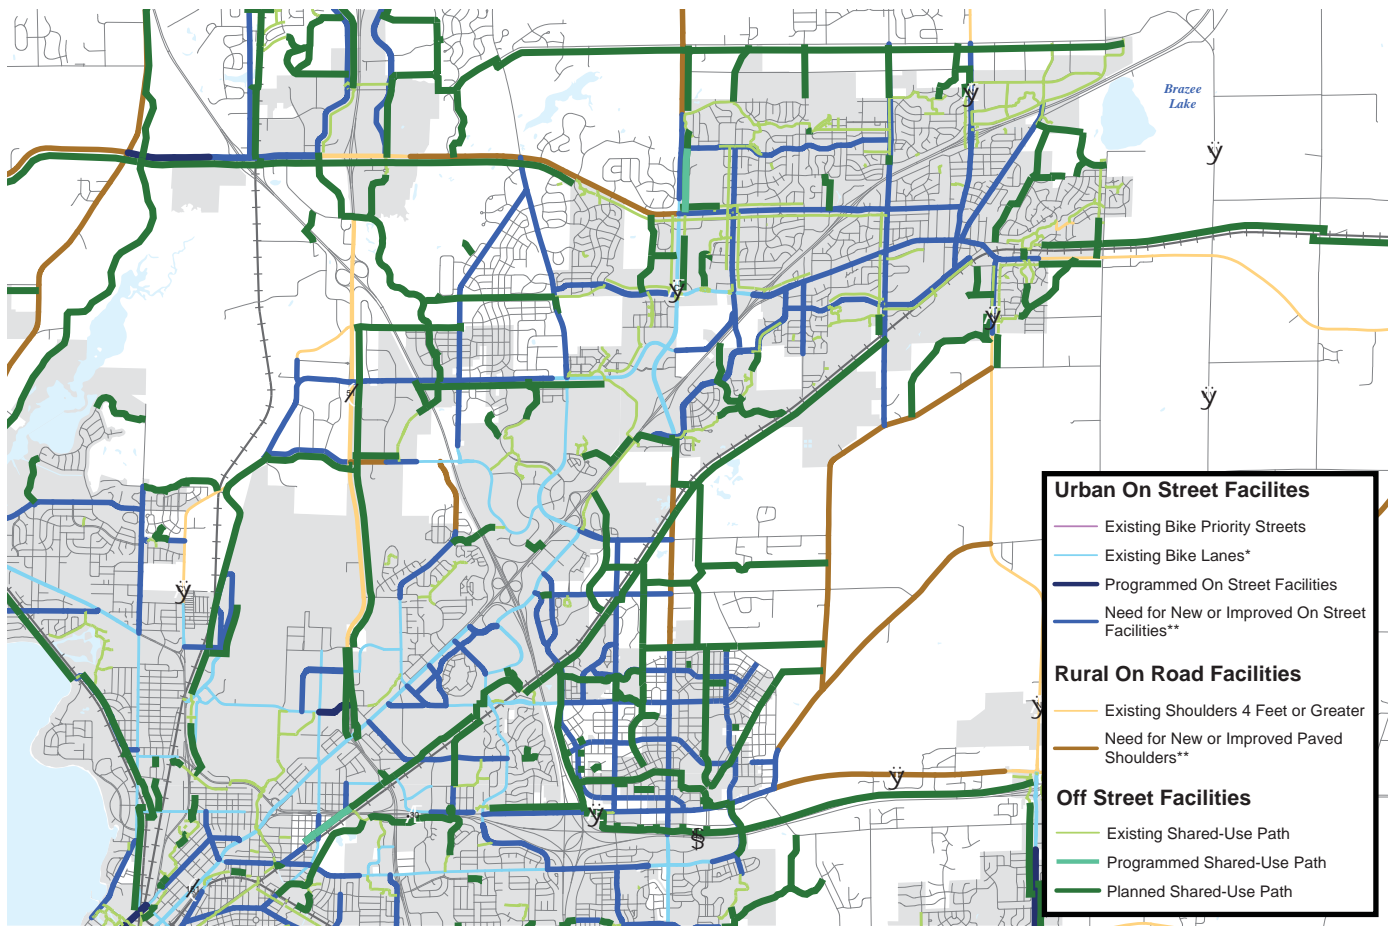 Brazee
Lake
ÿ
ÿ
ÿ
ÿ
ÿ
51
ÿ
ÿ
ÿ
ÿ
$
30
151
Urban On Street Facilites
Existing Bike Priority Streets
Existing Bike Lanes*
Programmed On Street Facilities
Need for New or Improved On Street
Facilities**
Rural On Road Facilities
Existing Shoulders 4 Feet or Greater
Need for New or Improved Paved
Shoulders**
Off Street Facilities
Existing Shared-Use Path
Programmed Shared-Use Path
Planned Shared-Use Path